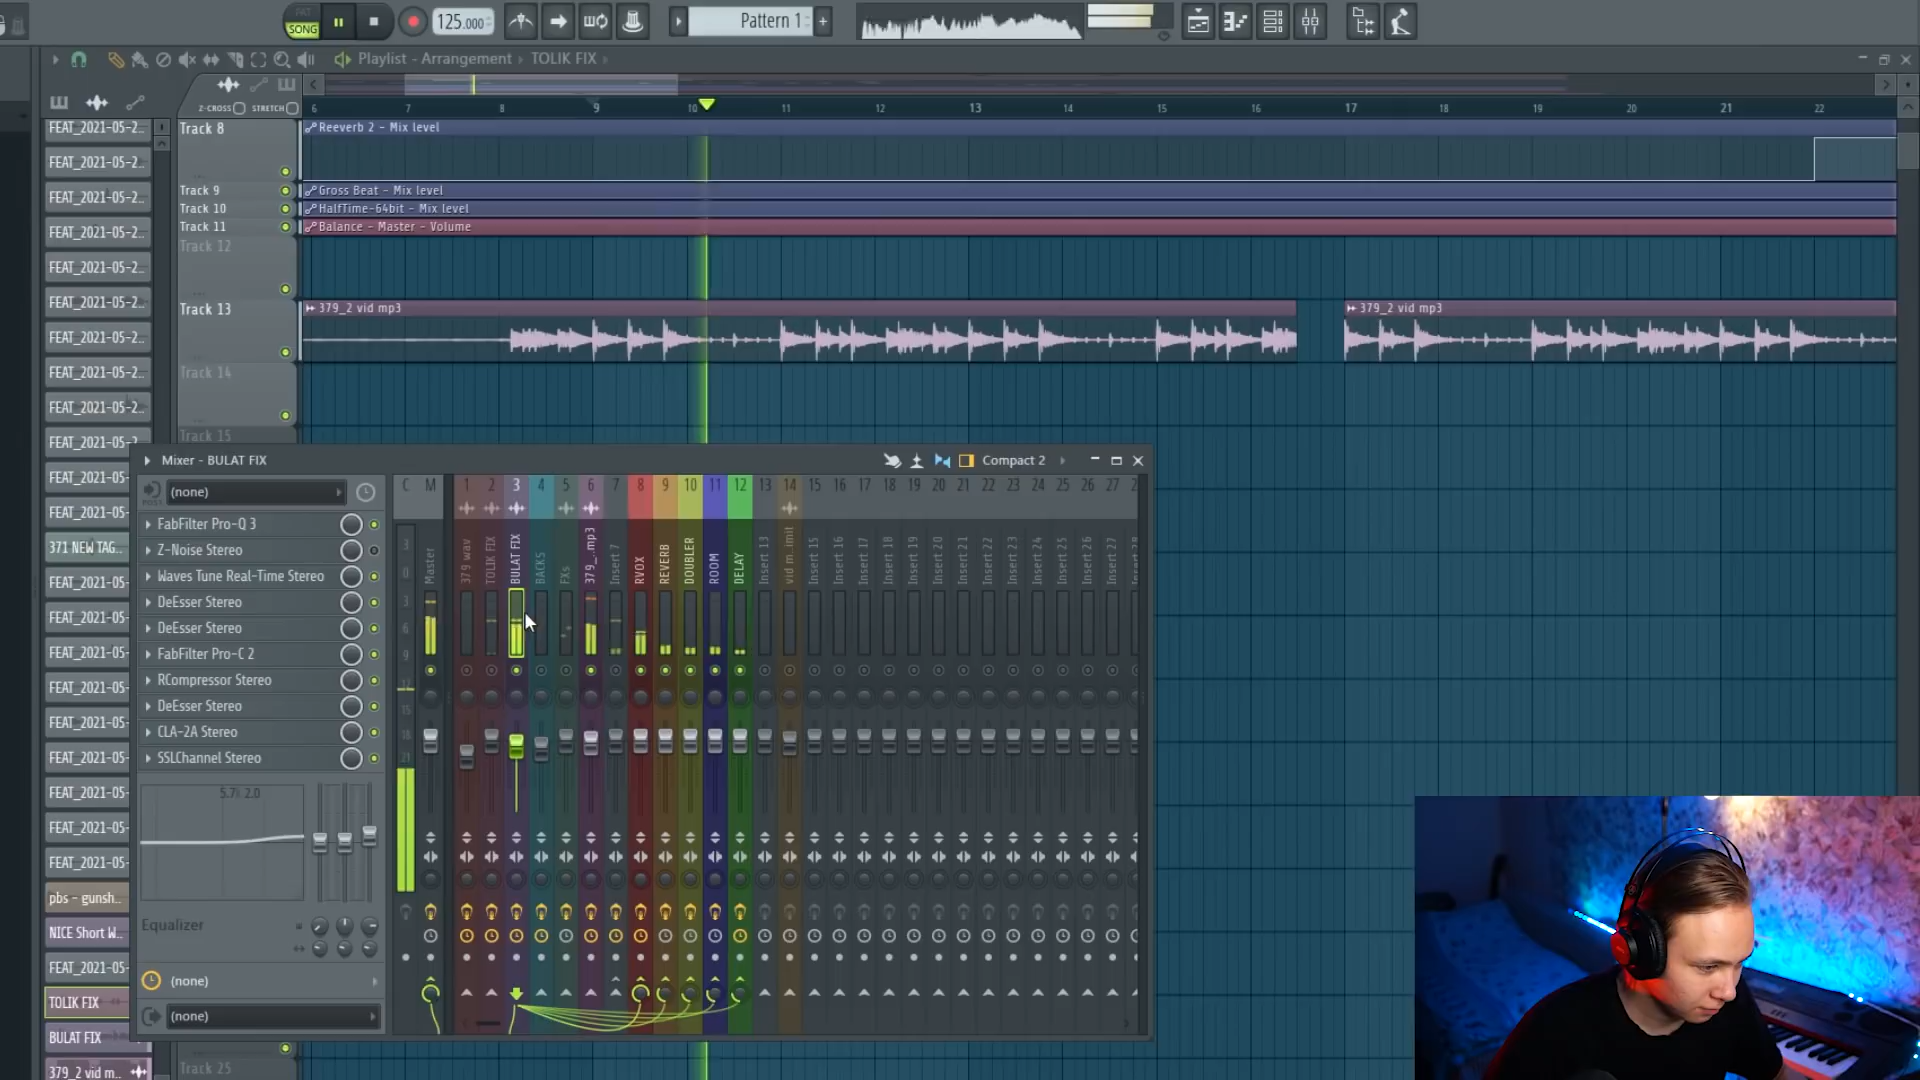 PAT
SONG
125.000
Pattern 1
Playlist - Arrangement › TOLIK FIX ›
Z-CROSS STRETCH
6 7 8 9 10 11 12 13 14 15 16 17 18 19 20 21 22
FEAT_2021-05-2..
FEAT_2021-05-2..
FEAT_2021-05-2..
FEAT_2021-05-2..
FEAT_2021-05-2..
FEAT_2021-05-2..
FEAT_2021-05-2..
FEAT_2021-05-2..
FEAT_2021-05-2..
FEAT_2021-05-2
FEAT_2021-05-
FEAT_2021-05-
371 NEW TAG..
FEAT_2021-05-
FEAT_2021-05-
FEAT_2021-05-
FEAT_2021-05-
FEAT_2021-05-
FEAT_2021-05-
FEAT_2021-05-
FEAT_2021-05-
FEAT_2021-05-
pbs - gunsh..
NICE Short W..
FEAT_2021-05-
TOLIK FIX
BULAT FIX
379_2 vid m..
Track 8
Reeverb 2 - Mix level
Track 9
Gross Beat - Mix level
Track 10
HalfTime-64bit - Mix level
Track 11
Balance - Master - Volume
Track 12
Track 13
379_2 vid mp3
379_2 vid mp3
Track 14
Track 15
Track 25
Mixer - BULAT FIX
Compact 2
(none)
FabFilter Pro-Q 3
Z-Noise Stereo
Waves Tune Real-Time Stereo
DeEsser Stereo
DeEsser Stereo
FabFilter Pro-C 2
RCompressor Stereo
DeEsser Stereo
CLA-2A Stereo
SSLChannel Stereo
Equalizer
(none)
(none)
C M 1 2 3 4 5 6 7 8 9 10 11 12 13 14 15 16 17 18 19 20 21 22 23 24 25 26 27
Master
379 wav
TOLIK FIX
BULAT FIX
BACKS
FXs
379_...mp3
Insert 7
RVOX
REVERB
DOUBLER
ROOM
DELAY
Insert 13
vid m..imit
Insert 15
Insert 16
Insert 17
Insert 18
Insert 19
Insert 20
Insert 21
Insert 22
Insert 23
Insert 24
Insert 25
Insert 26
Insert 27
3
0
3
6
9
12
15
18
21